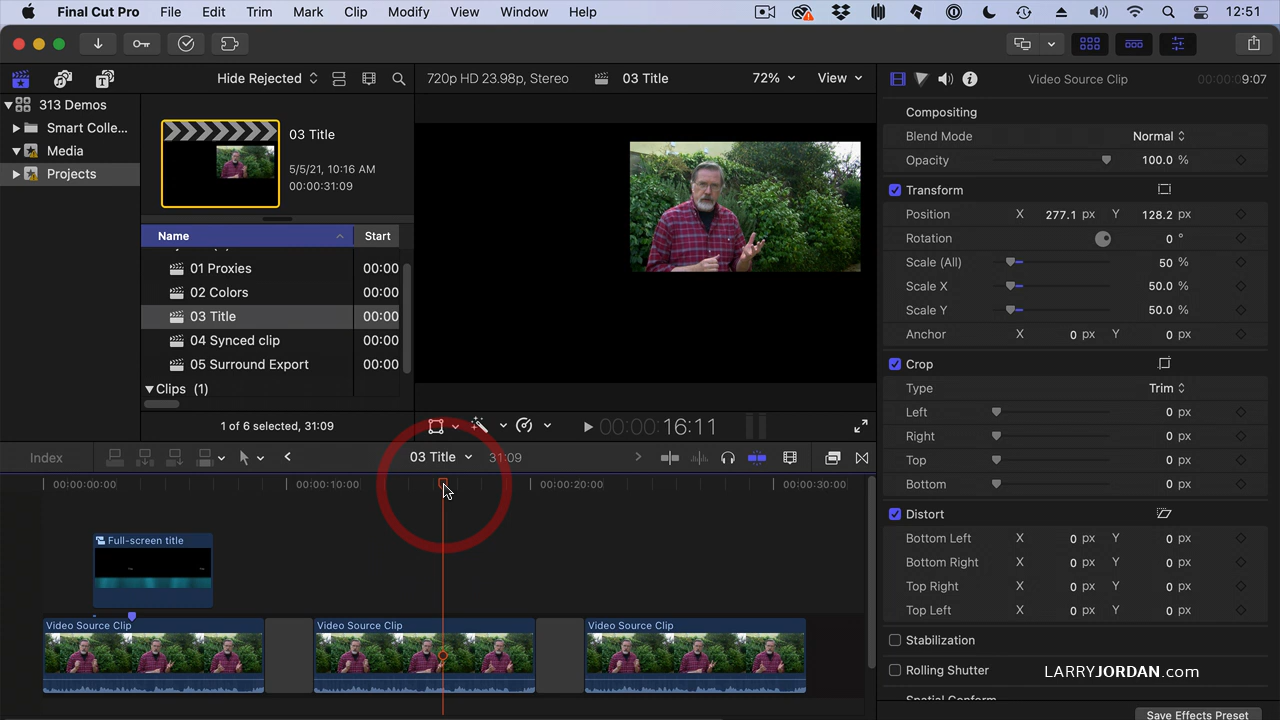 Final Cut Pro File Edit Trim Mark Clip Modify View Window Help 12:51
Hide Rejected
720p HD 23.98p, Stereo 03 Title 72% View
Video Source Clip 00:00:09:07
313 Demos
Smart Colle...
Media
Projects
03 Title
5/5/21, 10:16 AM
00:00:31:09
Name Start
01 Proxies 00:00
02 Colors 00:00
03 Title 00:00
04 Synced clip 00:00
05 Surround Export 00:00
Clips (1)
1 of 6 selected, 31:09
00:00:16:11
Compositing
Blend Mode Normal
Opacity 100.0 %
Transform
Position X 277.1 px Y 128.2 px
Rotation 0 °
Scale (All) 50 %
Scale X 50.0 %
Scale Y 50.0 %
Anchor X 0 px Y 0 px
Crop
Type Trim
Left 0 px
Right 0 px
Top 0 px
Bottom 0 px
Distort
Bottom Left X 0 px Y 0 px
Bottom Right X 0 px Y 0 px
Top Right X 0 px Y 0 px
Top Left X 0 px Y 0 px
Stabilization
Rolling Shutter
Spatial Conform
Save Effects Preset
Index 03 Title 31:09
00:00:00:00 00:00:10:00 00:00:20:00 00:00:30:00
Full-screen title
Video Source Clip Video Source Clip Video Source Clip
LARRYJORDAN.com